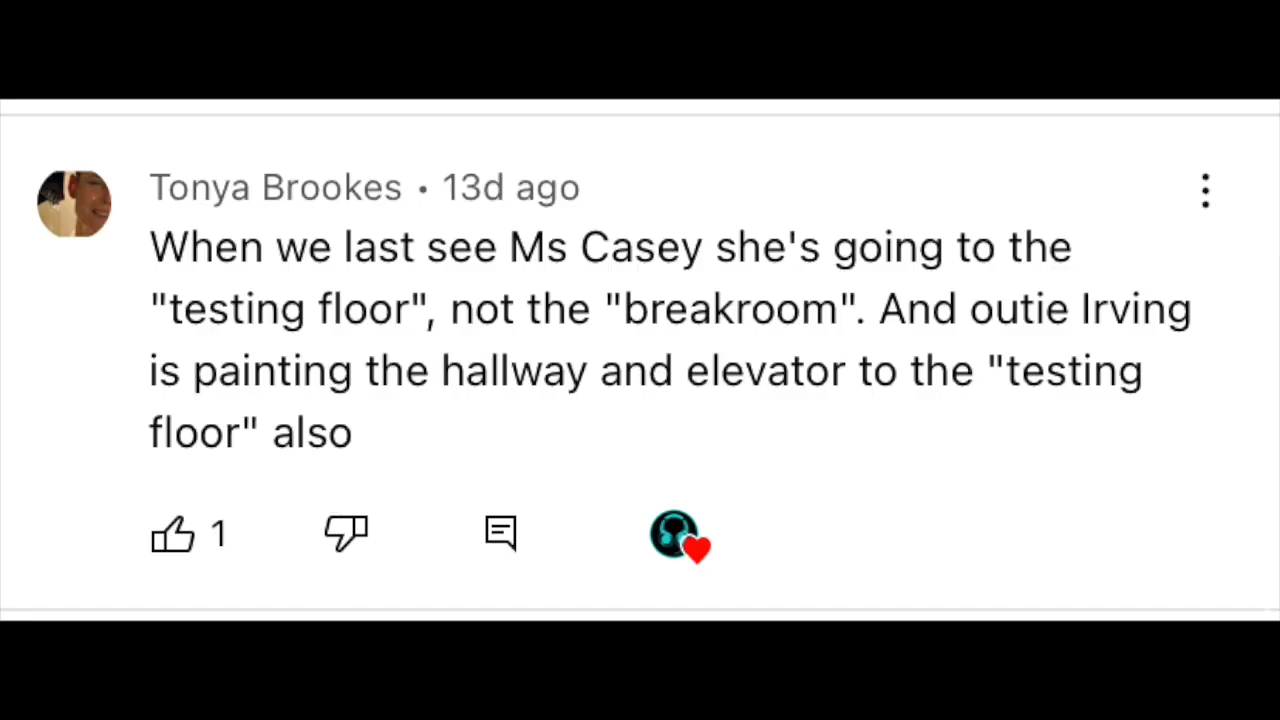 Tonya Brookes • 13d ago
When we last see Ms Casey she's going to the
"testing floor", not the "breakroom". And outie Irving
is painting the hallway and elevator to the "testing
floor" also
1